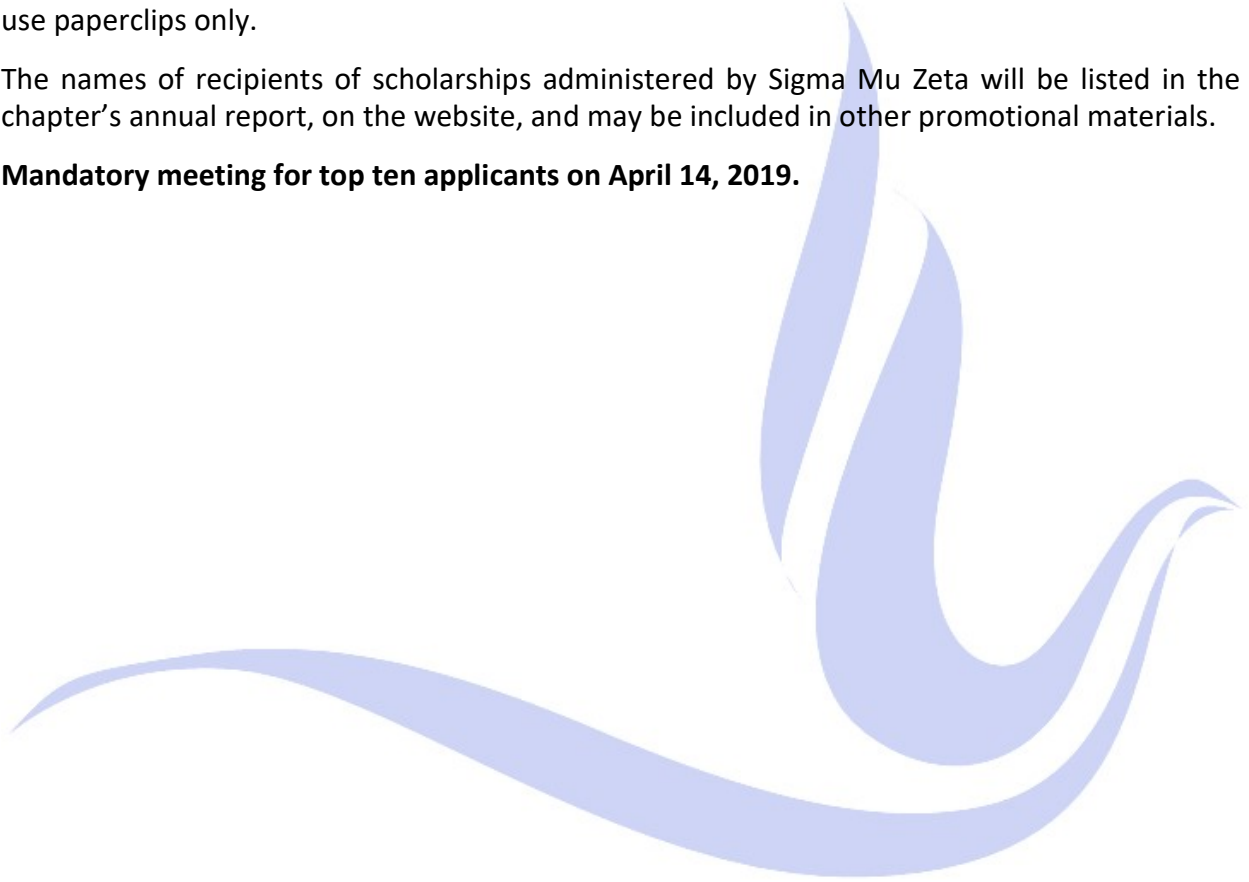 use paperclips only.
The names of recipients of scholarships administered by Sigma Mu Zeta will be listed in the
chapter’s annual report, on the website, and may be included in other promotional materials.
Mandatory meeting for top ten applicants on April 14, 2019.